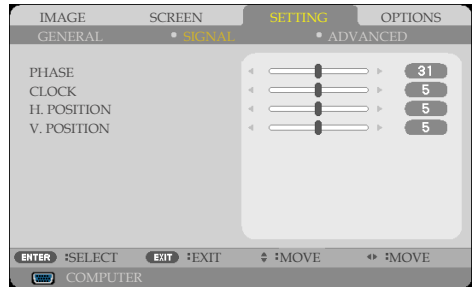 IMAGE SCREEN SETTING OPTIONS
GENERAL • SIGNAL • ADVANCED
PHASE 31
CLOCK 5
H. POSITION 5
V. POSITION 5
ENTER :SELECT EXIT :EXIT :MOVE :MOVE
COMPUTER